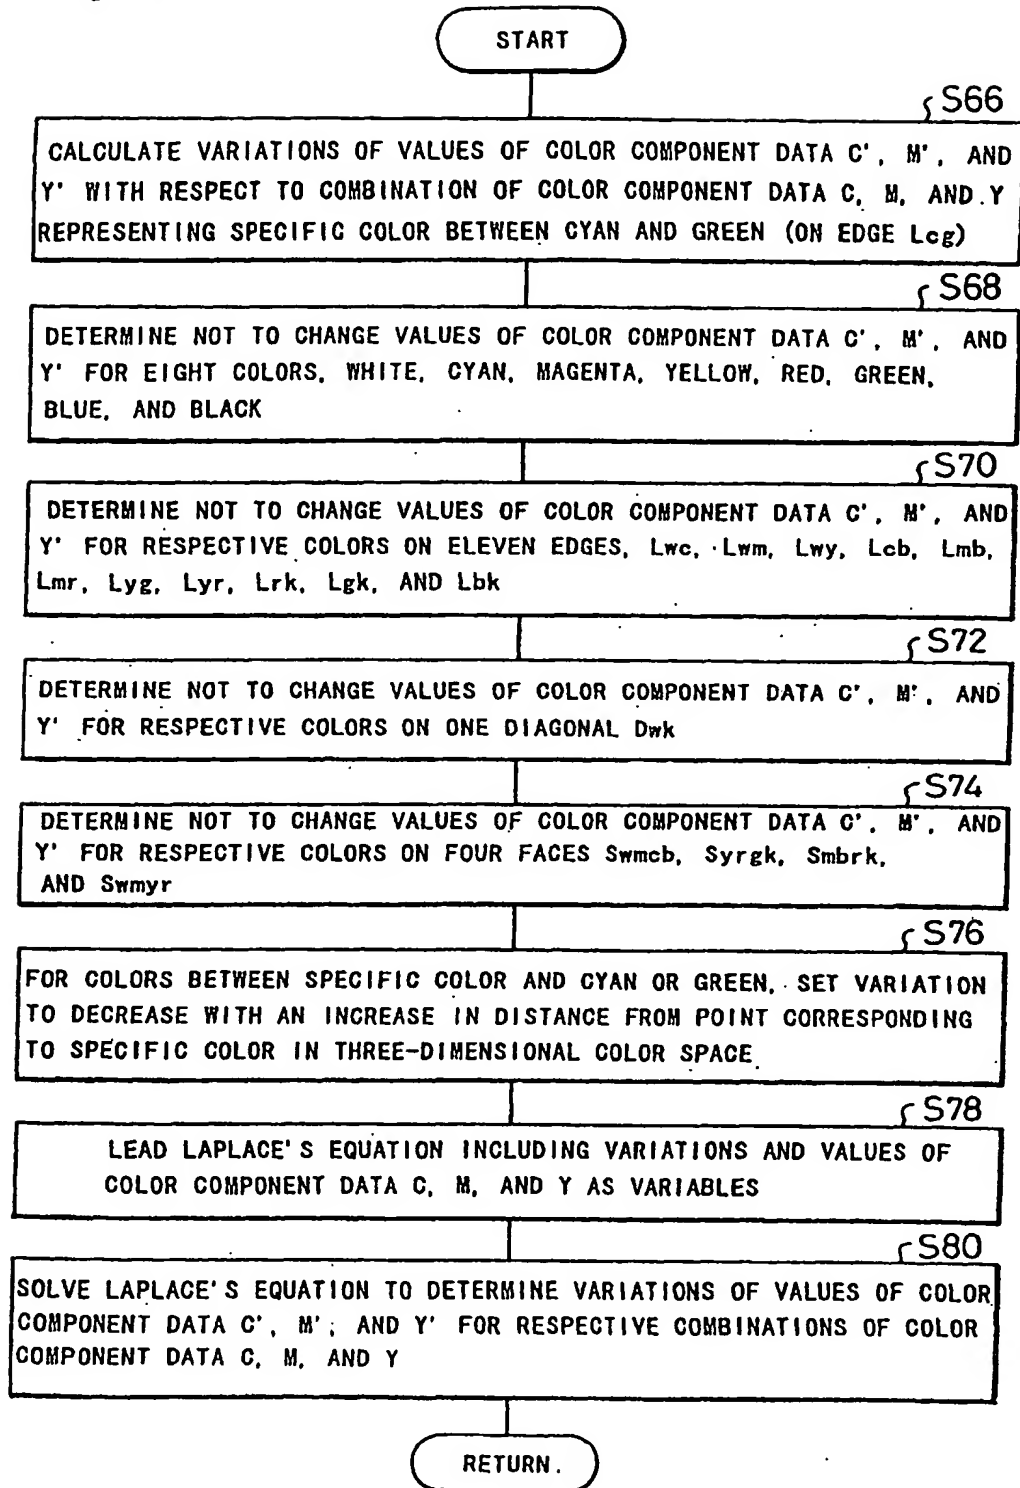 START
S66
CALCULATE VARIATIONS OF VALUES OF COLOR COMPONENT DATA C', M', AND
Y' WITH RESPECT TO COMBINATION OF COLOR COMPONENT DATA C, M, AND Y
REPRESENTING SPECIFIC COLOR BETWEEN CYAN AND GREEN (ON EDGE Lcg)
S68
DETERMINE NOT TO CHANGE VALUES OF COLOR COMPONENT DATA C', M', AND
Y' FOR EIGHT COLORS, WHITE, CYAN, MAGENTA, YELLOW, RED, GREEN,
BLUE, AND BLACK
S70
DETERMINE NOT TO CHANGE VALUES OF COLOR COMPONENT DATA C', M', AND
Y' FOR RESPECTIVE COLORS ON ELEVEN EDGES, Lwc, Lwm, Lwy, Lcb, Lmb,
Lmr, Lyg, Lyr, Lrk, Lgk, AND Lbk
S72
DETERMINE NOT TO CHANGE VALUES OF COLOR COMPONENT DATA C', M', AND
Y' FOR RESPECTIVE COLORS ON ONE DIAGONAL Dwk
S74
DETERMINE NOT TO CHANGE VALUES OF COLOR COMPONENT DATA C', M', AND
Y' FOR RESPECTIVE COLORS ON FOUR FACES Swmcb, Syrgk, Smbrk,
AND Swmyr
S76
FOR COLORS BETWEEN SPECIFIC COLOR AND CYAN OR GREEN, SET VARIATION
TO DECREASE WITH AN INCREASE IN DISTANCE FROM POINT CORRESPONDING
TO SPECIFIC COLOR IN THREE-DIMENSIONAL COLOR SPACE
S78
LEAD LAPLACE'S EQUATION INCLUDING VARIATIONS AND VALUES OF
COLOR COMPONENT DATA C, M, AND Y AS VARIABLES
S80
SOLVE LAPLACE'S EQUATION TO DETERMINE VARIATIONS OF VALUES OF COLOR
COMPONENT DATA C', M', AND Y' FOR RESPECTIVE COMBINATIONS OF COLOR
COMPONENT DATA C, M, AND Y
RETURN.